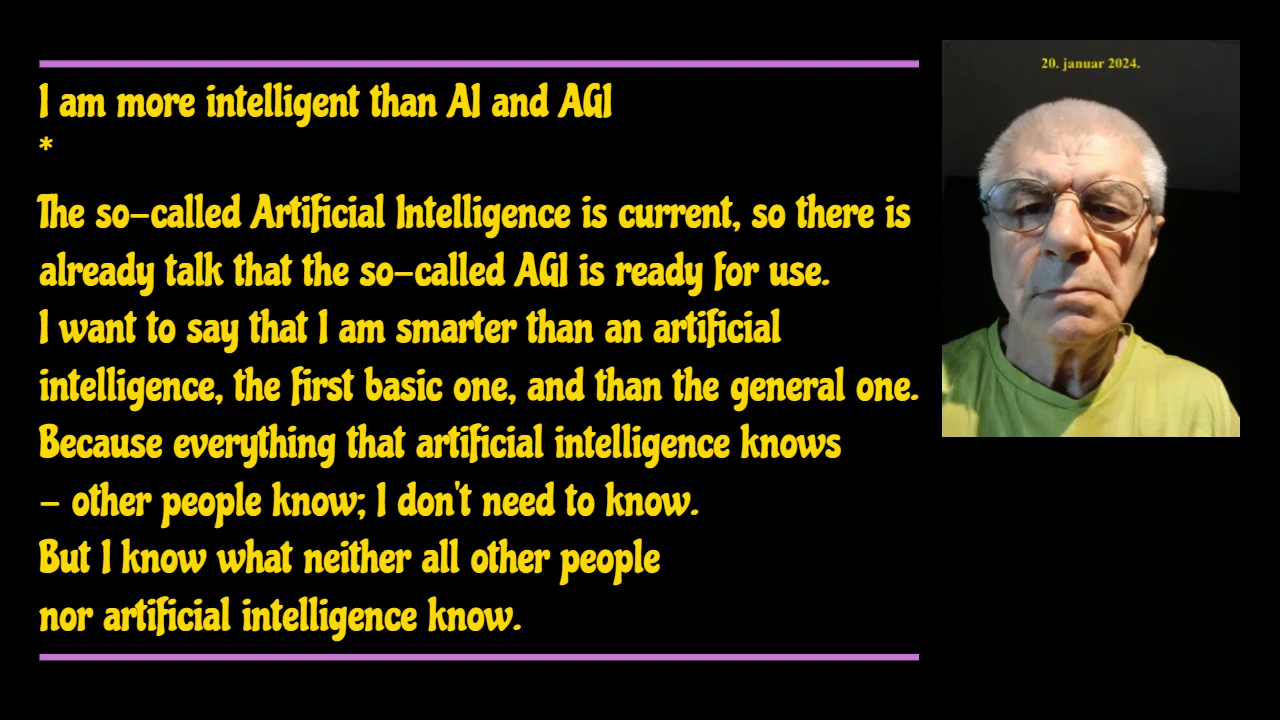 20. januar 2024.
I am more intelligent than AI and AGI
*
The so-called Artificial Intelligence is current, so there is
already talk that the so-called AGI is ready for use.
I want to say that I am smarter than an artificial
intelligence, the first basic one, and than the general one.
Because everything that artificial intelligence knows
- other people know; I don't need to know.
But I know what neither all other people
nor artificial intelligence know.